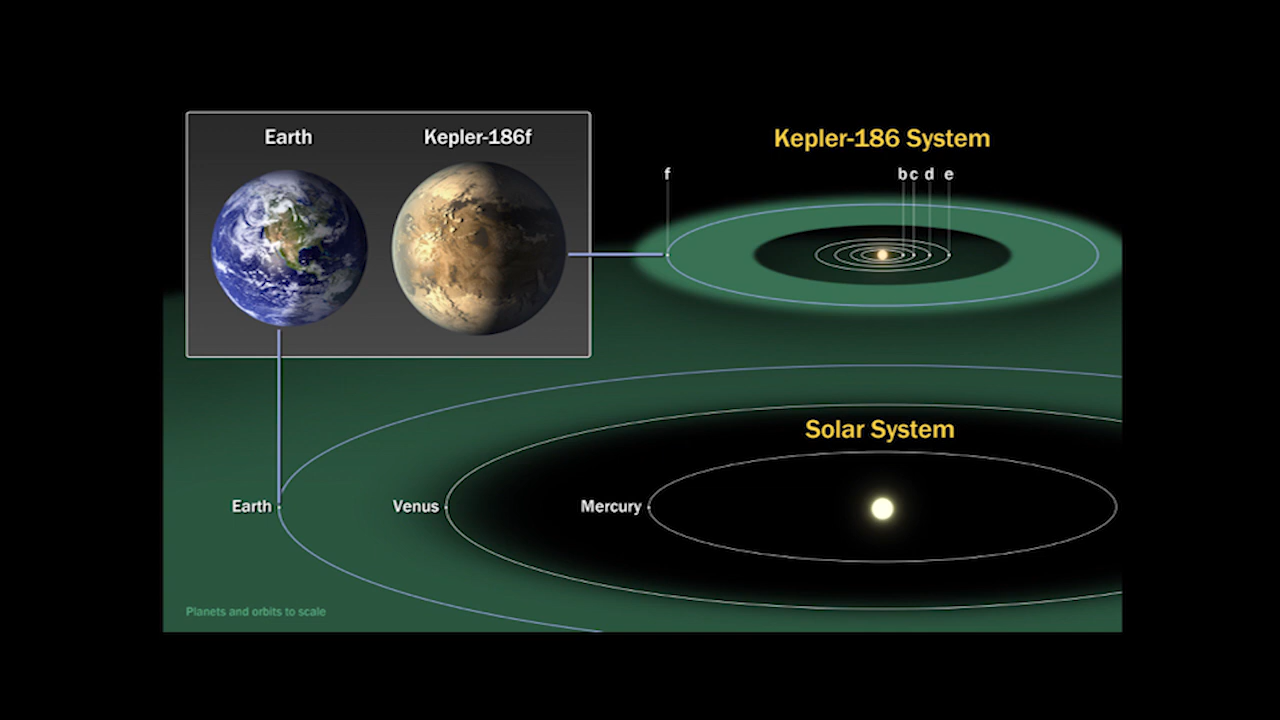 Earth
Kepler-186f
Kepler-186 System
f
b c d e
Solar System
Earth
Venus
Mercury
Planets and orbits to scale